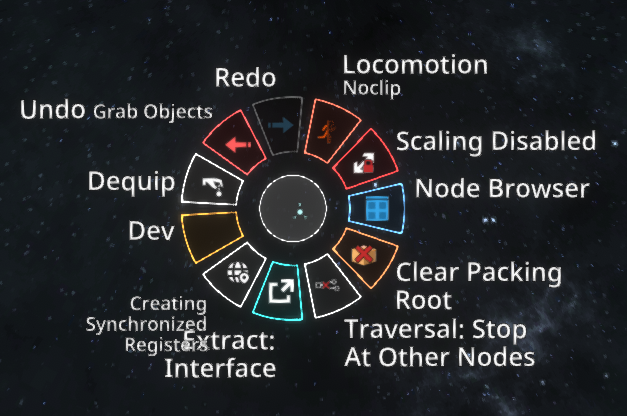 Redo
Locomotion
Noclip
Undo Grab Objects
Scaling Disabled
Dequip
Node Browser
Dev
Clear Packing
Root
Creating
Synchronized
Registers
Extract:
Interface
Traversal: Stop
At Other Nodes